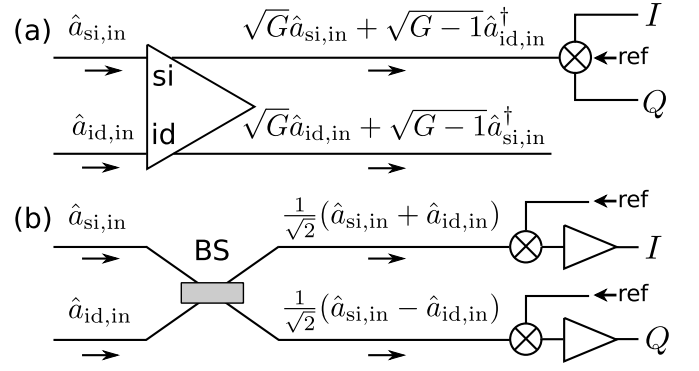 (a) â_si,in √G â_si,in + √G−1 â†_id,in I
si ref
â_id,in id √G â_id,in + √G−1 â†_si,in Q
(b) â_si,in 1/√2 (â_si,in + â_id,in) ref
BS I
â_id,in 1/√2 (â_si,in − â_id,in) ref
Q